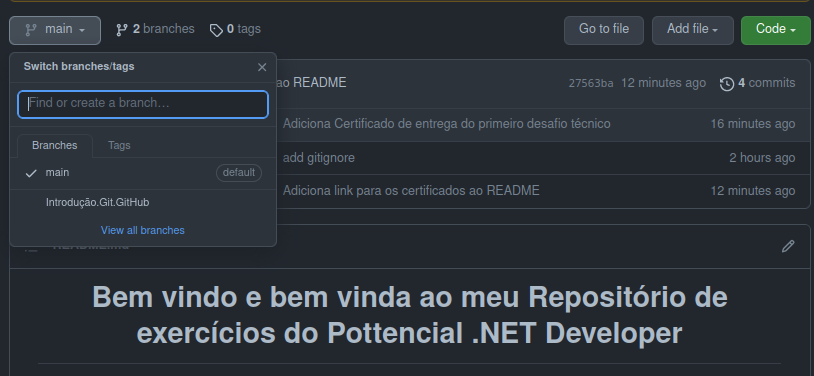 main
2 branches
0 tags
Go to file
Add file
Code
Switch branches/tags
Find or create a branch…
Branches
Tags
main
default
Introdução.Git.GitHub
View all branches
ao README
27563ba
12 minutes ago
4 commits
Adiciona Certificado de entrega do primeiro desafio técnico
16 minutes ago
add gitignore
2 hours ago
Adiciona link para os certificados ao README
12 minutes ago
Bem vindo e bem vinda ao meu Repositório de
exercícios do Pottencial .NET Developer